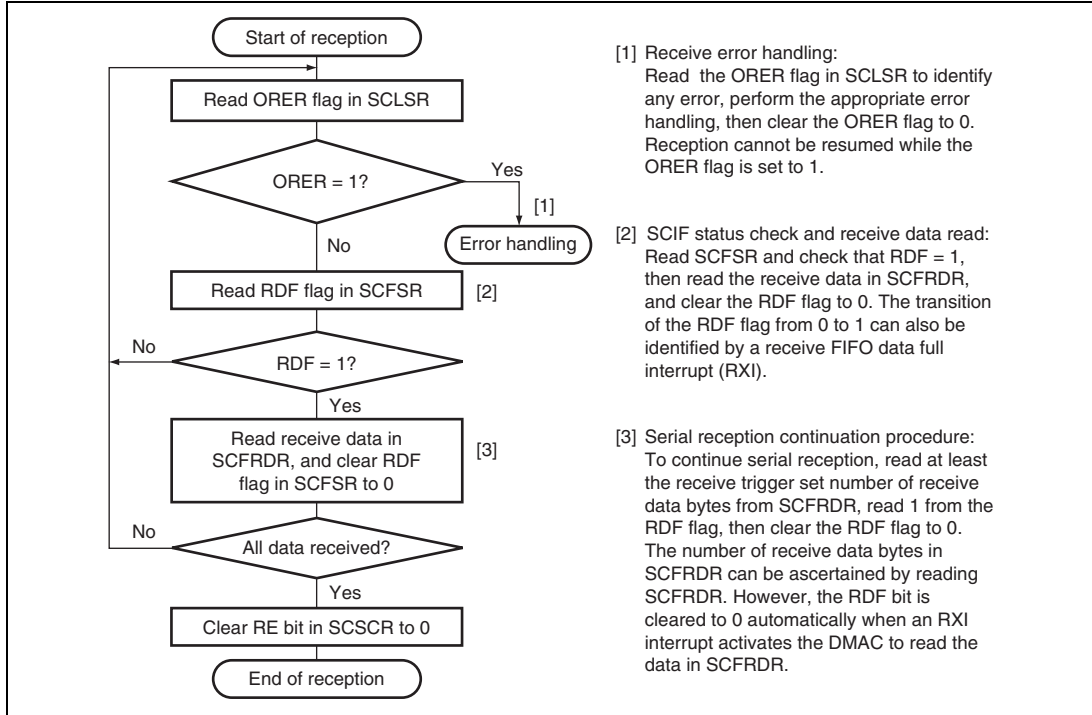 Start of reception
Read ORER flag in SCLSR
ORER = 1?
Yes
[1]
Error handling
No
Read RDF flag in SCFSR
[2]
No
RDF = 1?
Yes
Read receive data in
SCFRDR, and clear RDF
flag in SCFSR to 0
[3]
No
All data received?
Yes
Clear RE bit in SCSCR to 0
End of reception
[1] Receive error handling:
Read the ORER flag in SCLSR to identify
any error, perform the appropriate error
handling, then clear the ORER flag to 0.
Reception cannot be resumed while the
ORER flag is set to 1.
[2] SCIF status check and receive data read:
Read SCFSR and check that RDF = 1,
then read the receive data in SCFRDR,
and clear the RDF flag to 0. The transition
of the RDF flag from 0 to 1 can also be
identified by a receive FIFO data full
interrupt (RXI).
[3] Serial reception continuation procedure:
To continue serial reception, read at least
the receive trigger set number of receive
data bytes from SCFRDR, read 1 from the
RDF flag, then clear the RDF flag to 0.
The number of receive data bytes in
SCFRDR can be ascertained by reading
SCFRDR. However, the RDF bit is
cleared to 0 automatically when an RXI
interrupt activates the DMAC to read the
data in SCFRDR.